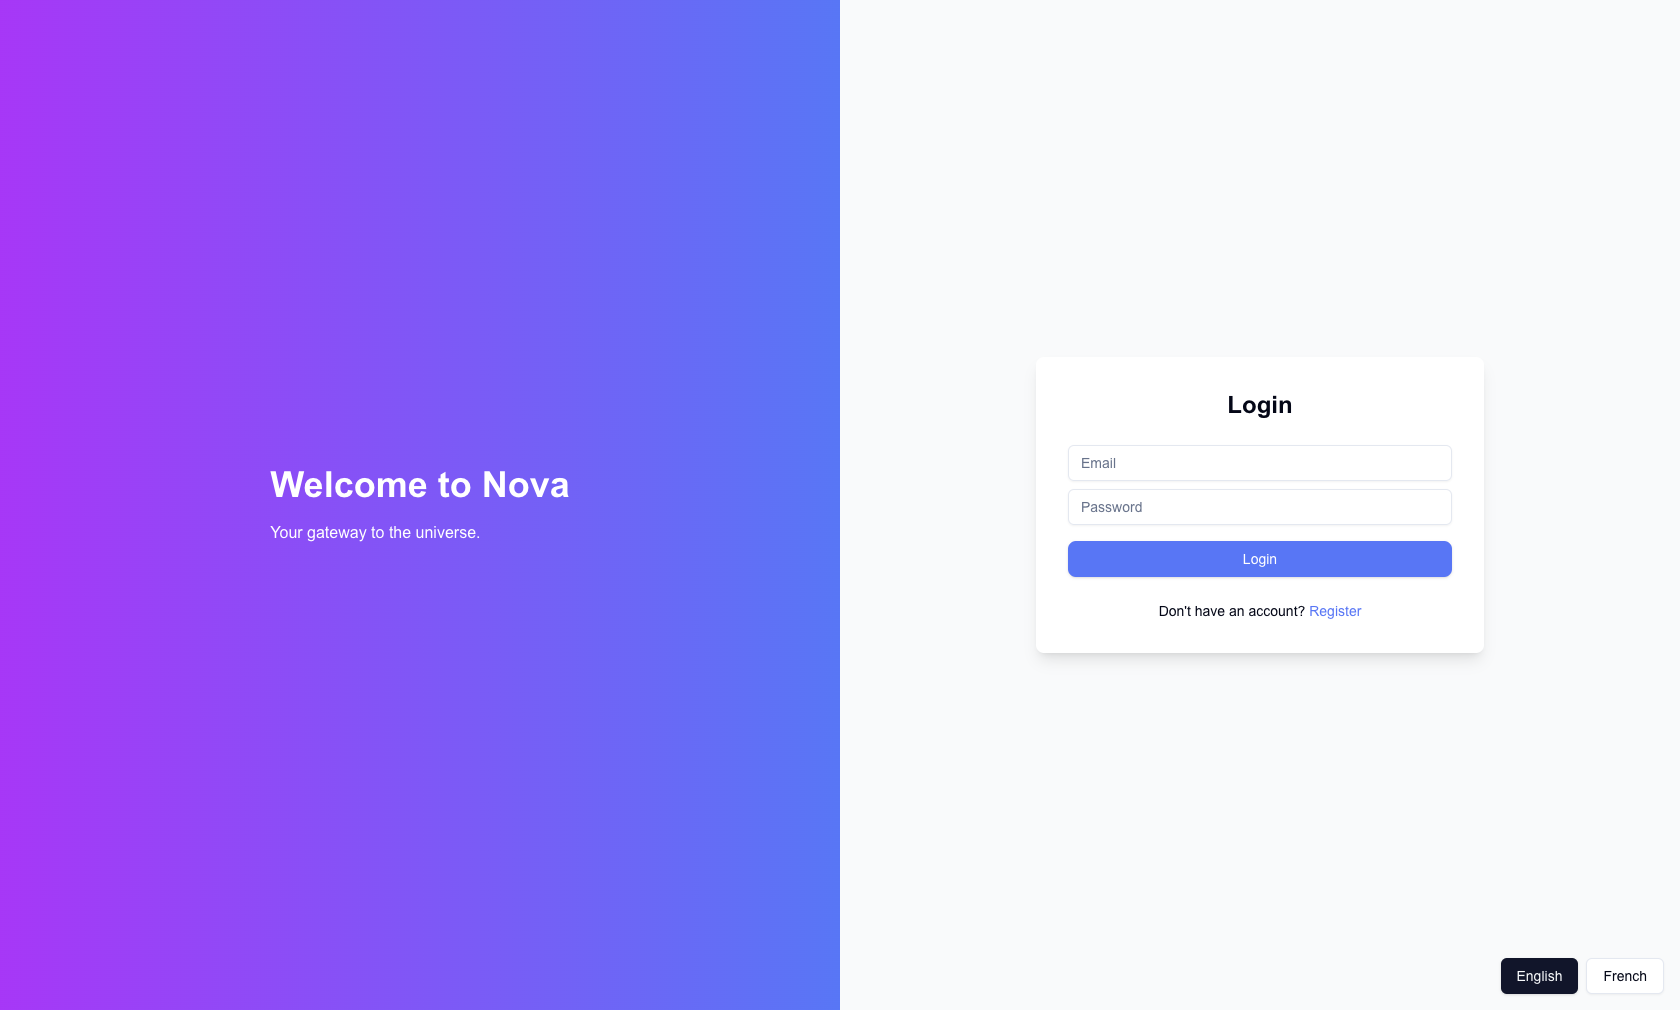 Welcome to Nova
Your gateway to the universe.
Login
Email
Password
Login
Don't have an account? Register
English
French